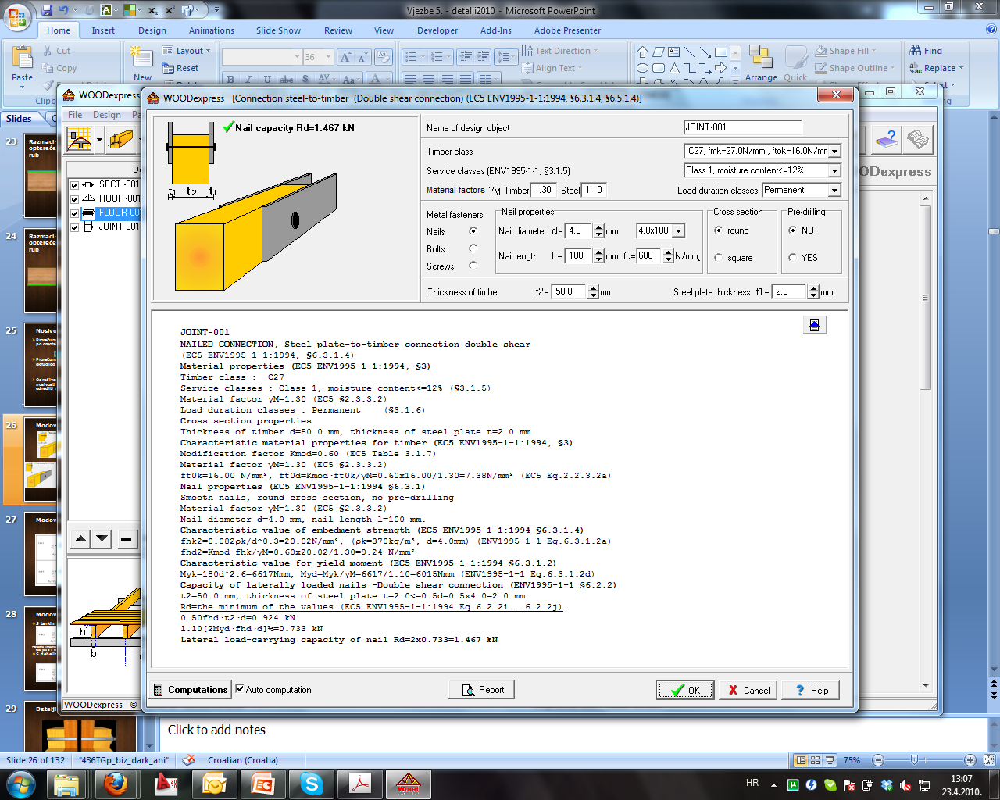 Vjezbe 5. - detalji2010 - Microsoft PowerPoint
Home Insert Design Animations Slide Show Review View Developer Add-Ins Adobe Presenter
Cut
Copy
Paste
New
Layout
Reset
36
Text Direction
Align Text
Arrange
Quick
Shape Fill
Shape Outline
Find
Replace
Slides
WOODexpress
File Design
WOODexpress [Connection steel-to-timber (Double shear connection) (EC5 ENV1995-1-1:1994, §6.3.1.4, §6.5.1.4)]
SECT.-001
ROOF-001
FLOOR-00
JOINT-001
Nail capacity Rd=1.467 kN
t1 t2 t1
Name of design object JOINT-001
Timber class C27, fmk=27.0N/mm, ftok=16.0N/mm
Service classes (ENV1995-1-1, §3.1.5) Class 1, moisture content<=12%
Material factors γM Timber 1.30 Steel 1.10 Load duration classes Permanent
Metal fasteners
Nails
Bolts
Screws
Nail properties
Nail diameter d= 4.0 mm 4.0x100
Nail length L= 100 mm fu= 600 N/mm
Cross section
round
square
Pre-drilling
NO
YES
Thickness of timber t2= 50.0 mm Steel plate thickness t1= 2.0 mm
ODexpress
JOINT-001
NAILED CONNECTION, Steel plate-to-timber connection double shear
(EC5 ENV1995-1-1:1994, §6.3.1.4)
Material properties (EC5 ENV1995-1-1:1994, §3)
Timber class : C27
Service classes : Class 1, moisture content<=12% (§3.1.5)
Material factor γM=1.30 (EC5 §2.3.3.2)
Load duration classes : Permanent (§3.1.6)
Cross section properties
Thickness of timber d=50.0 mm, thickness of steel plate t=2.0 mm
Characteristic material properties for timber (EC5 ENV1995-1-1:1994, §3)
Modification factor Kmod=0.60 (EC5 Table 3.1.7)
Material factor γM=1.30 (EC5 §2.3.3.2)
ft0k=16.00 N/mm², ft0d=Kmod·ft0k/γM=0.60x16.00/1.30=7.38N/mm² (EC5 Eq.2.2.3.2a)
Nail properties (EC5 ENV1995-1-1:1994 §6.3.1)
Smooth nails, round cross section, no pre-drilling
Material factor γM=1.30 (EC5 §2.3.3.2)
Nail diameter d=4.0 mm, nail length l=100 mm.
Characteristic value of embedment strength (EC5 ENV1995-1-1:1994 §6.3.1.4)
fhk2=0.082ρk/d^0.3=20.02N/mm², (ρk=370kg/m³, d=4.0mm) (ENV1995-1-1 Eq.6.3.1.2a)
fhd2=Kmod·fhk/γM=0.60x20.02/1.30=9.24 N/mm²
Characteristic value for yield moment (EC5 ENV1995-1-1:1994 §6.3.1.2)
Myk=180d^2.6=6617Nmm, Myd=Myk/γM=6617/1.10=6015Nmm (ENV1995-1-1 Eq.6.3.1.2d)
Capacity of laterally loaded nails -Double shear connection (ENV1995-1-1 §6.2.2)
t2=50.0 mm, thickness of steel plate t=2.0<=0.5d=0.5x4.0=2.0 mm
Rd=the minimum of the values (EC5 ENV1995-1-1:1994 Eq.6.2.2i...6.2.2j)
0.50fhd·t2·d=0.924 kN
1.10[2Myd·fhd·d]½=0.733 kN
Lateral load-carrying capacity of nail Rd=2x0.733=1.467 kN
Computations Auto computation Report OK Cancel Help
23
Razmaci
optereće
rub
24
Razmaci
optereće
rub
25
Nosivo
26
Modov
27
Modov
28
Modov
29
Detalj
h
b
WOODexpress ©
Click to add notes
Slide 26 of 132 "436TGp_biz_dark_ani" Croatian (Croatia) 75%
HR
13:07
23.4.2010.